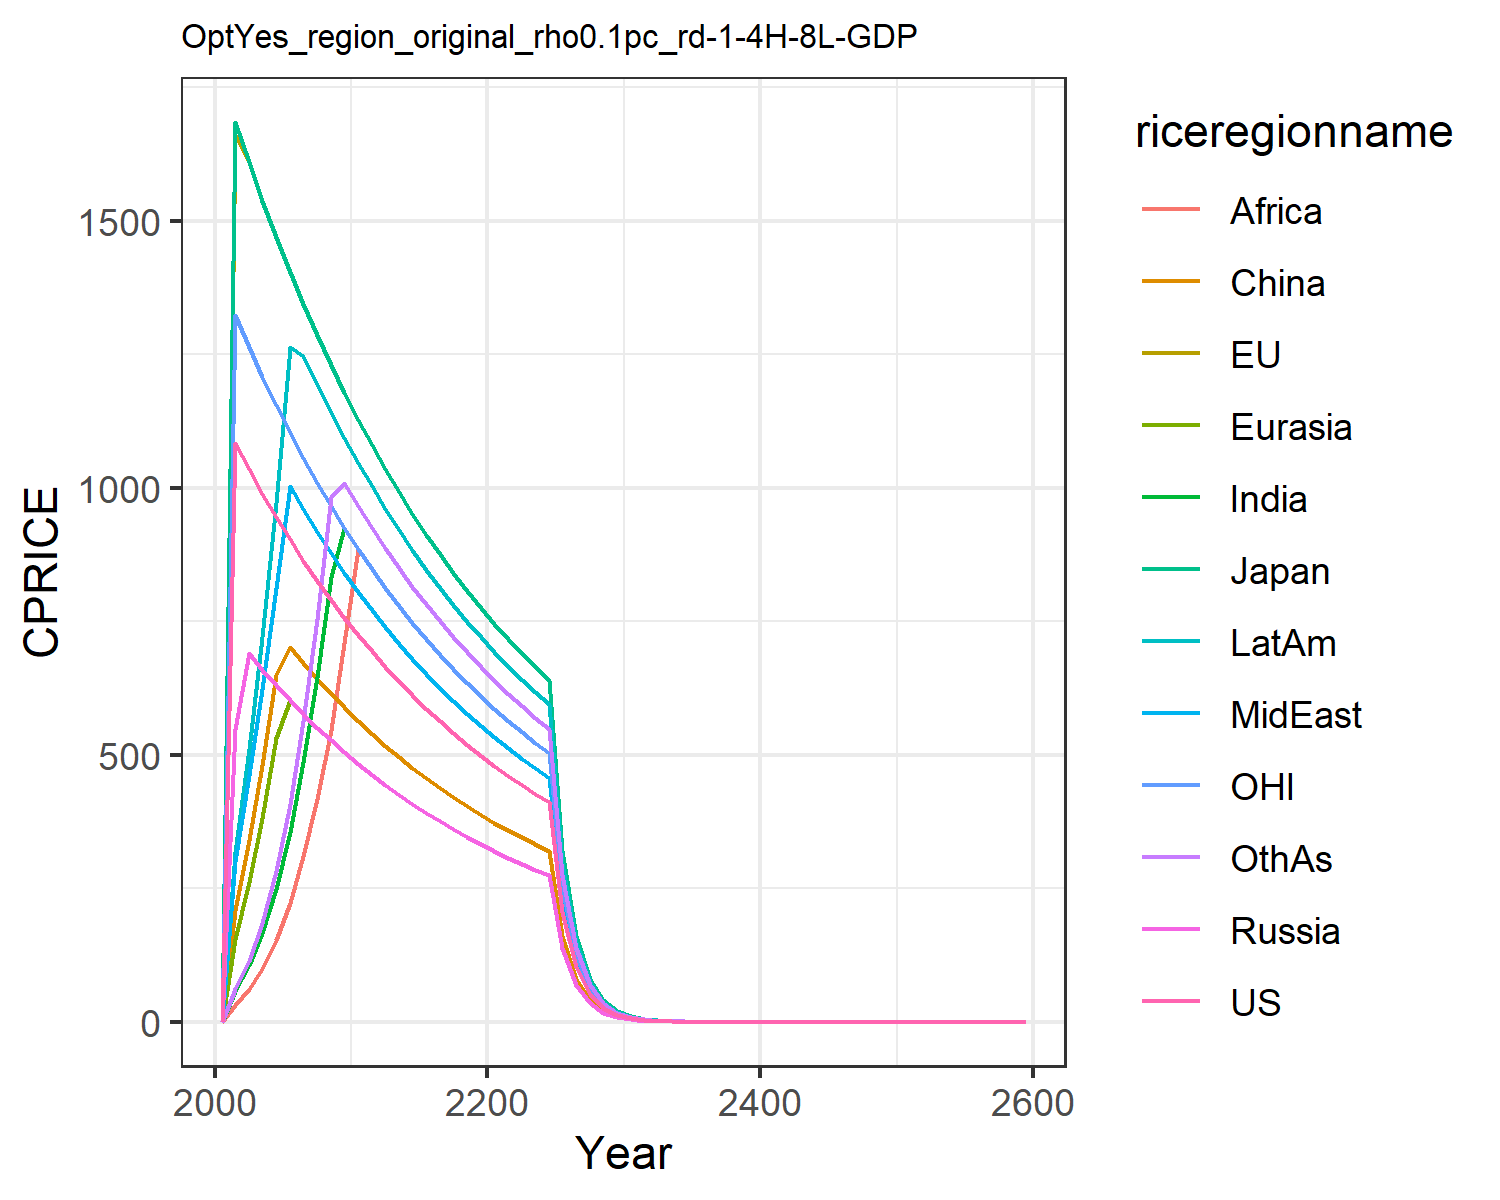 OptYes_region_original_rho0.1pc_rd-1-4H-8L-GDP
CPRICE
1500
1000
500
0
2000
2200
2400
2600
Year
riceregionname
Africa
China
EU
Eurasia
India
Japan
LatAm
MidEast
OHI
OthAs
Russia
US